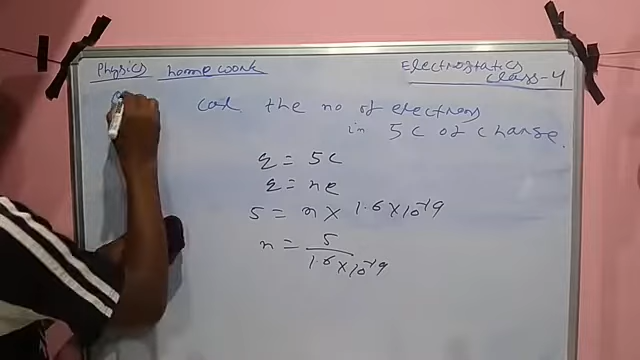 Physics home work
Electrostatics
class-4
cal the no of electrons
in 5C of charge.
q = 5C
q = ne
5 = n × 1.6 × 10⁻¹⁹
n = 5 / 1.6 × 10⁻¹⁹